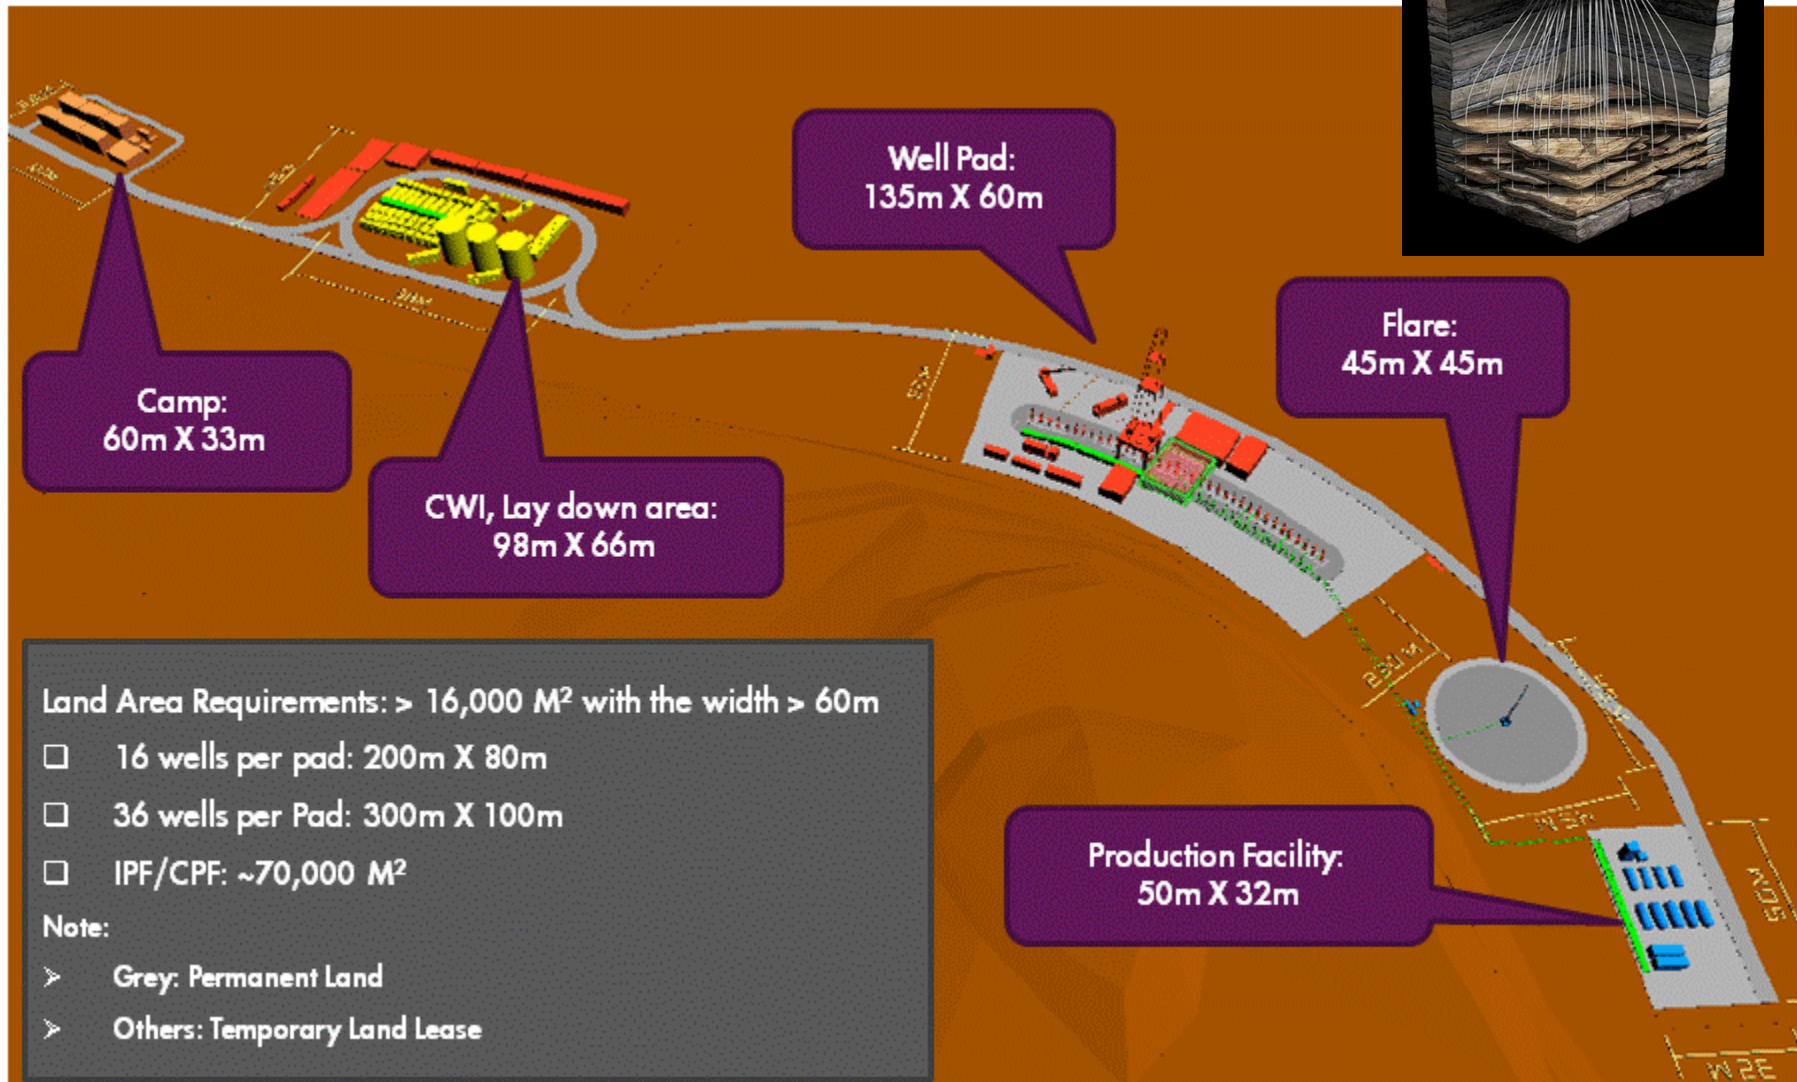 Well Pad:
135m X 60m
Flare:
45m X 45m
Camp:
60m X 33m
CWI, Lay down area:
98m X 66m
Production Facility:
50m X 32m
Land Area Requirements: > 16,000 M² with the width > 60m
❑ 16 wells per pad: 200m X 80m
❑ 36 wells per Pad: 300m X 100m
❑ IPF/CPF: ~70,000 M²
Note:
➢ Grey: Permanent Land
➢ Others: Temporary Land Lease
50M